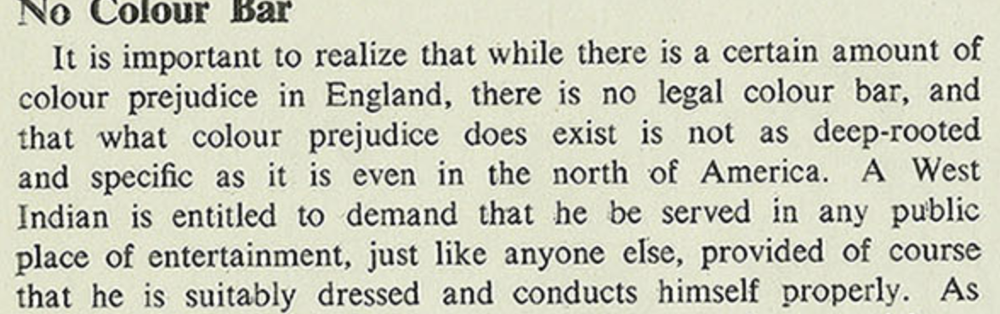 No Colour Bar
It is important to realize that while there is a certain amount of
colour prejudice in England, there is no legal colour bar, and
that what colour prejudice does exist is not as deep-rooted
and specific as it is even in the north of America. A West
Indian is entitled to demand that he be served in any public
place of entertainment, just like anyone else, provided of course
that he is suitably dressed and conducts himself properly. As